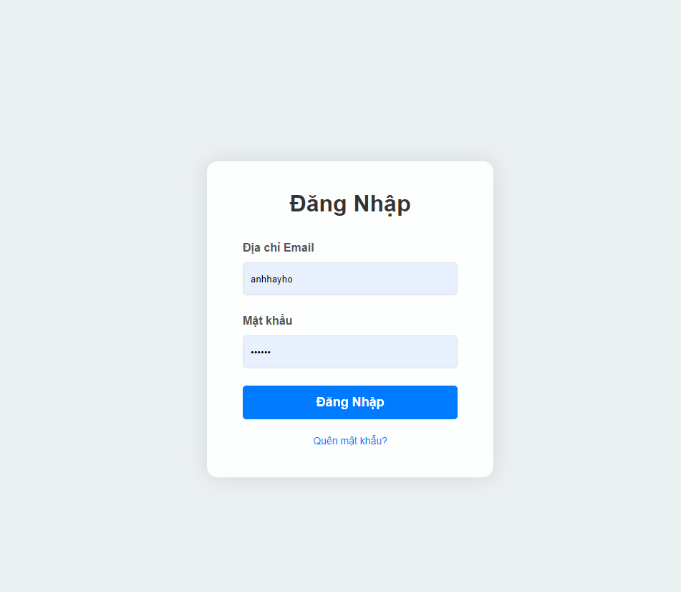 Đăng Nhập
Địa chỉ Email
anhhayho
Mật khẩu
••••••
Đăng Nhập
Quên mật khẩu?